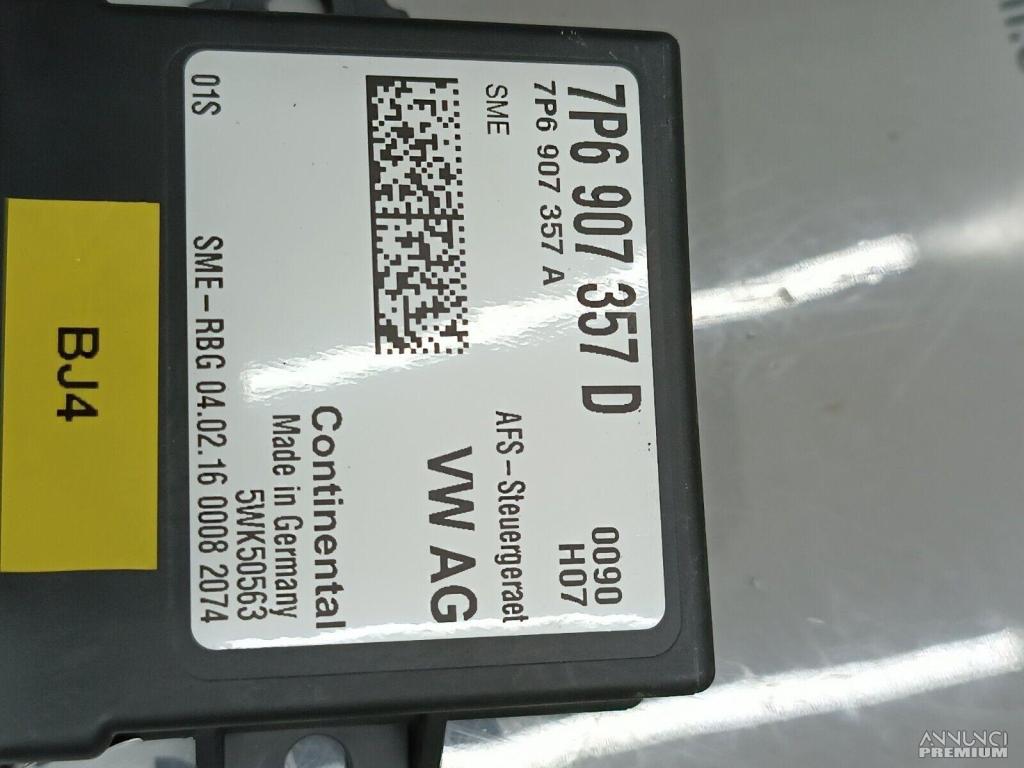 7P6 907 357 D
0090
7P6 907 357 A
H07
SME
AFS-Steuergeraet
VW AG
Continental
Made in Germany
5WK50563
01S
SME-RBG 04.02.16 0008 2074
BJ4
ANNUNCI
PREMIUM